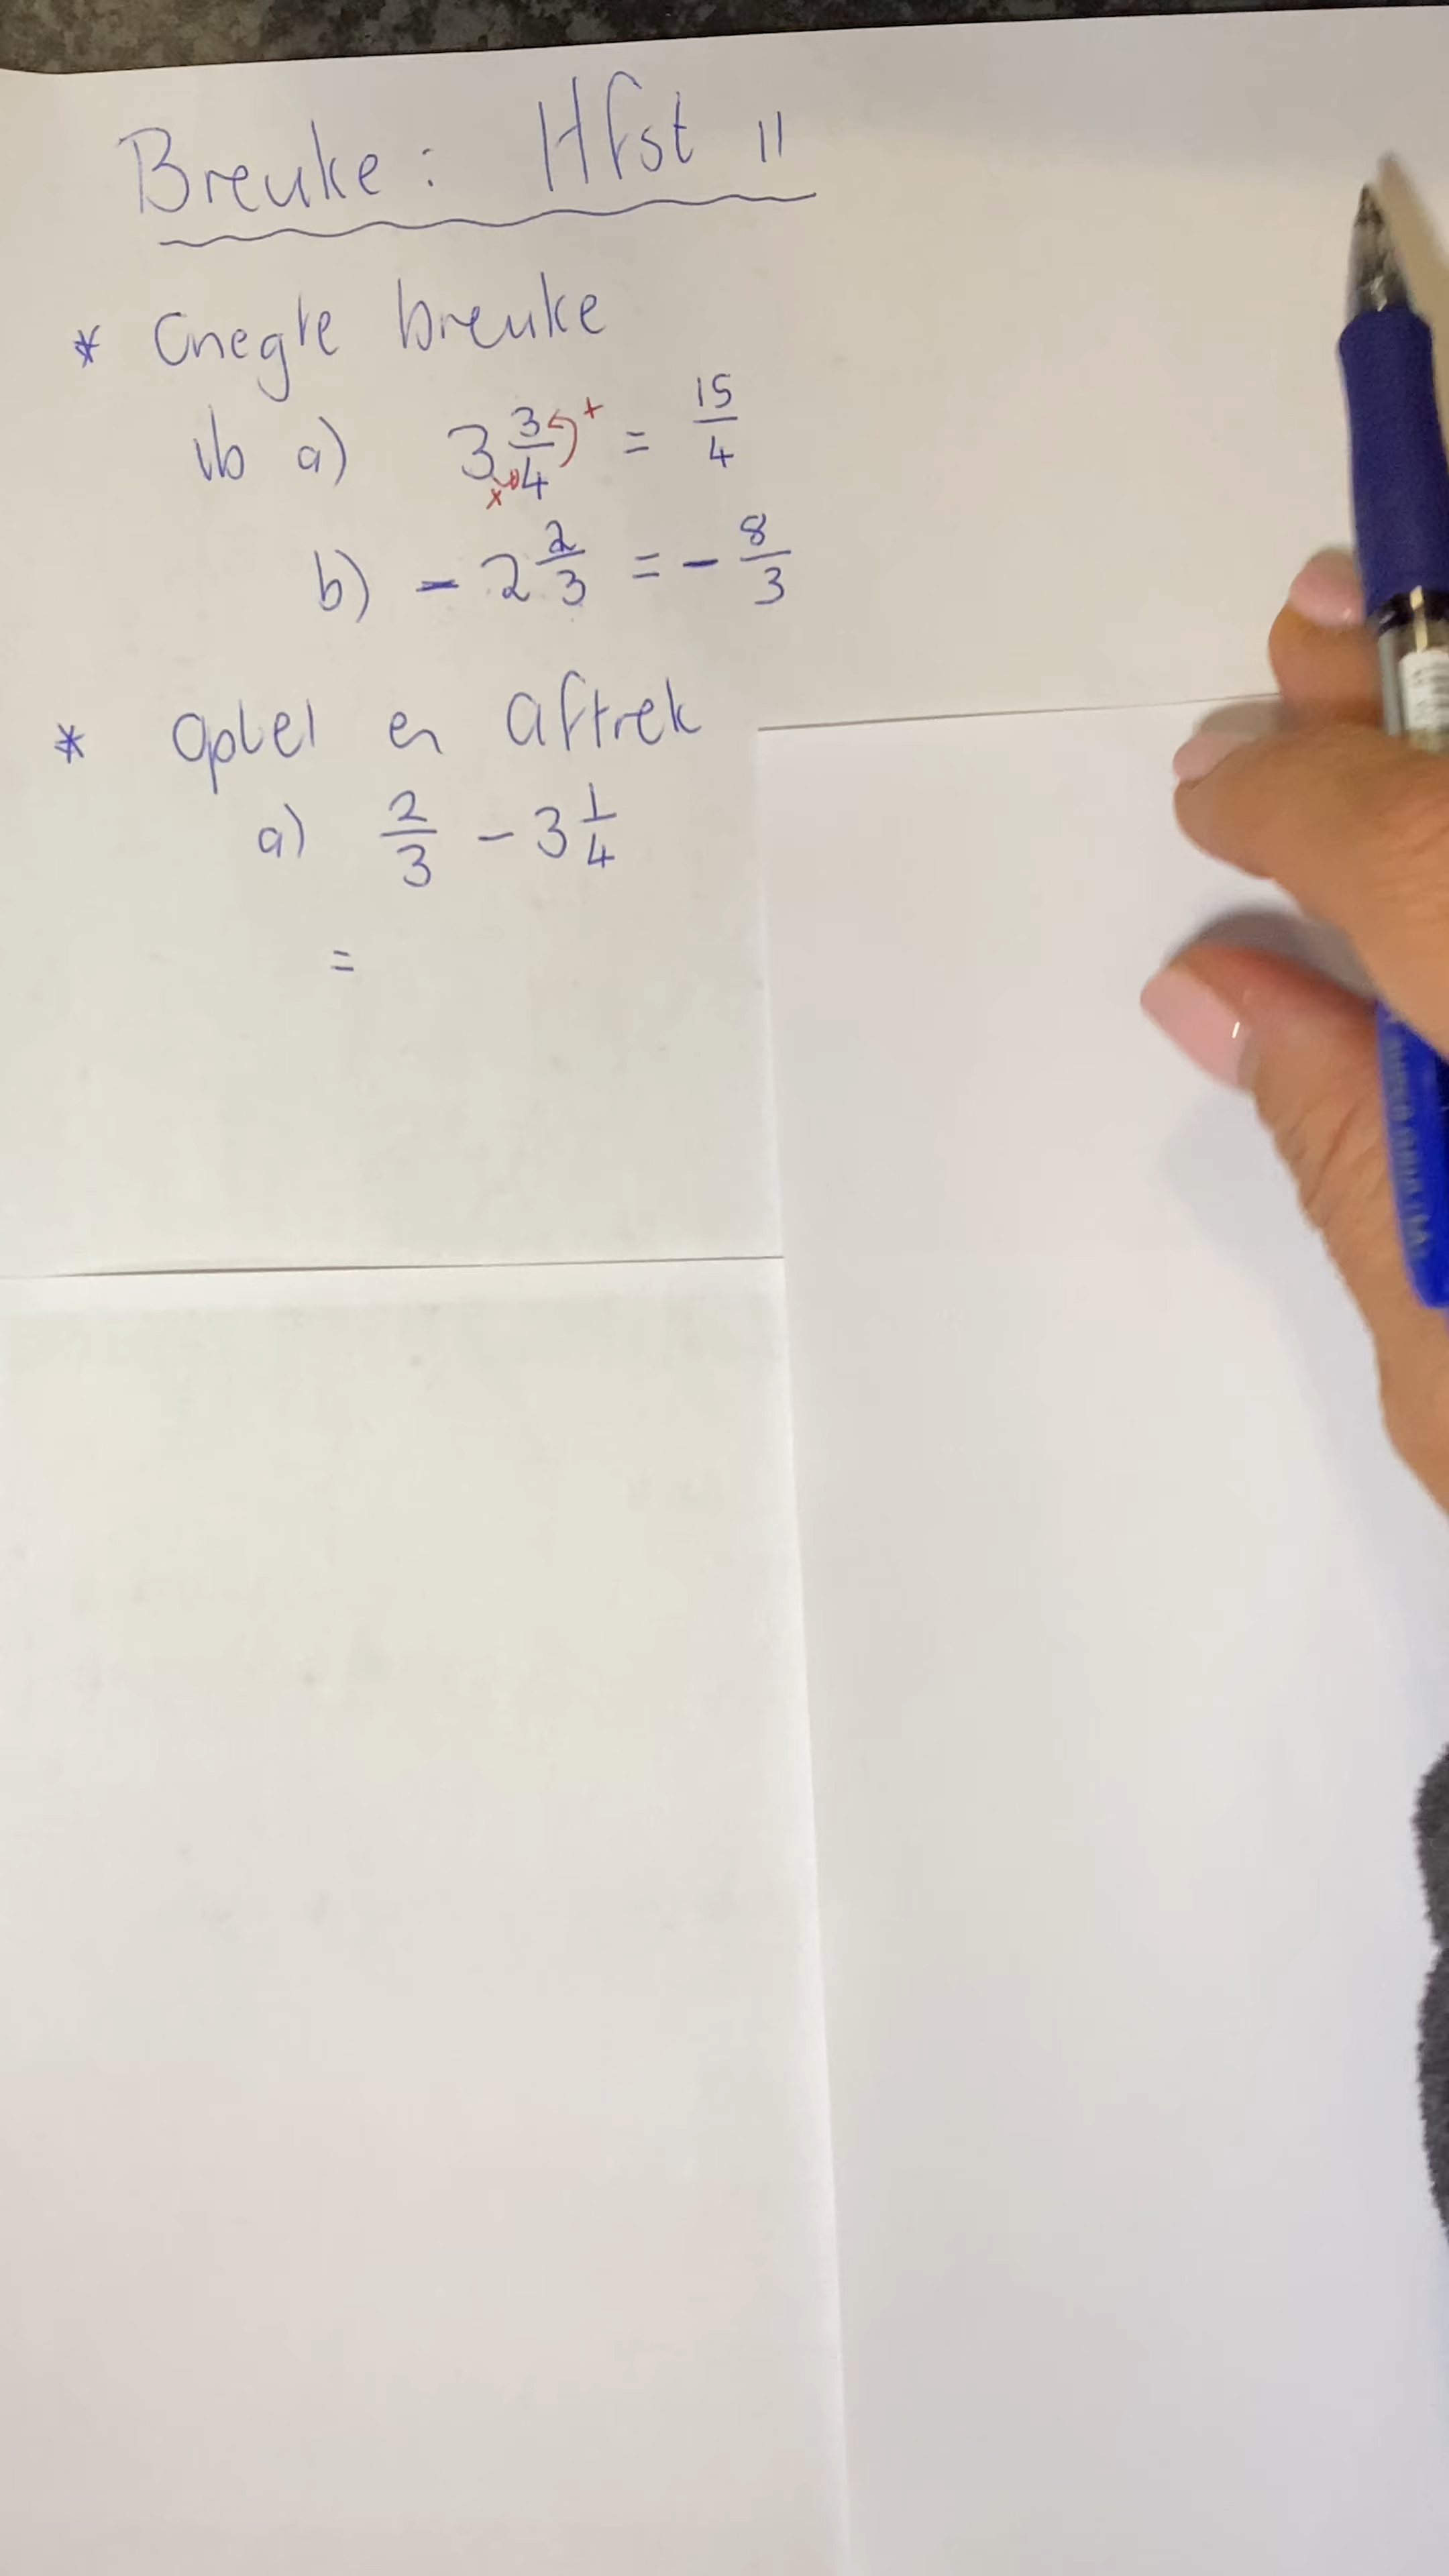 Breuke: Hfst 11
* Onegte breuke
Vb a) 3 3/4 = 15/4
x +
b) - 2 2/3 = - 8/3
* Optel en Aftrek
a) 2/3 - 3 1/4
=